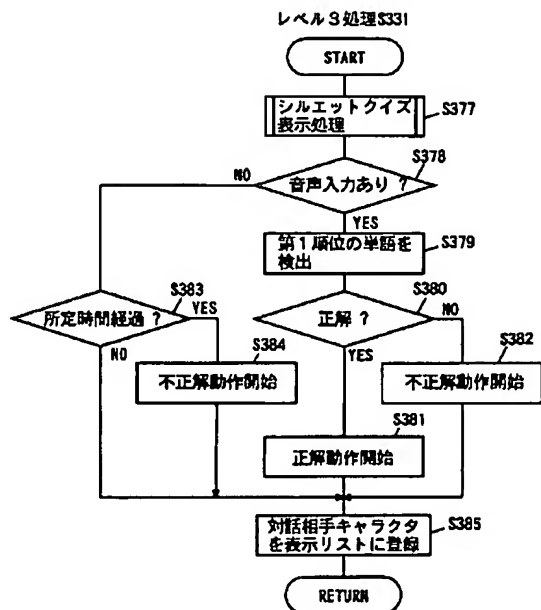 レベル3処理S331
START
シルエットクイズ
表示処理
S377
S378
音声入力あり ?
NO
YES
第1順位の単語を
検出
S379
S383
所定時間経過 ?
YES
NO
S380
正解 ?
NO
YES
S384
不正解動作開始
S382
不正解動作開始
S381
正解動作開始
対話相手キャラクタ
を表示リストに登録
S385
RETURN